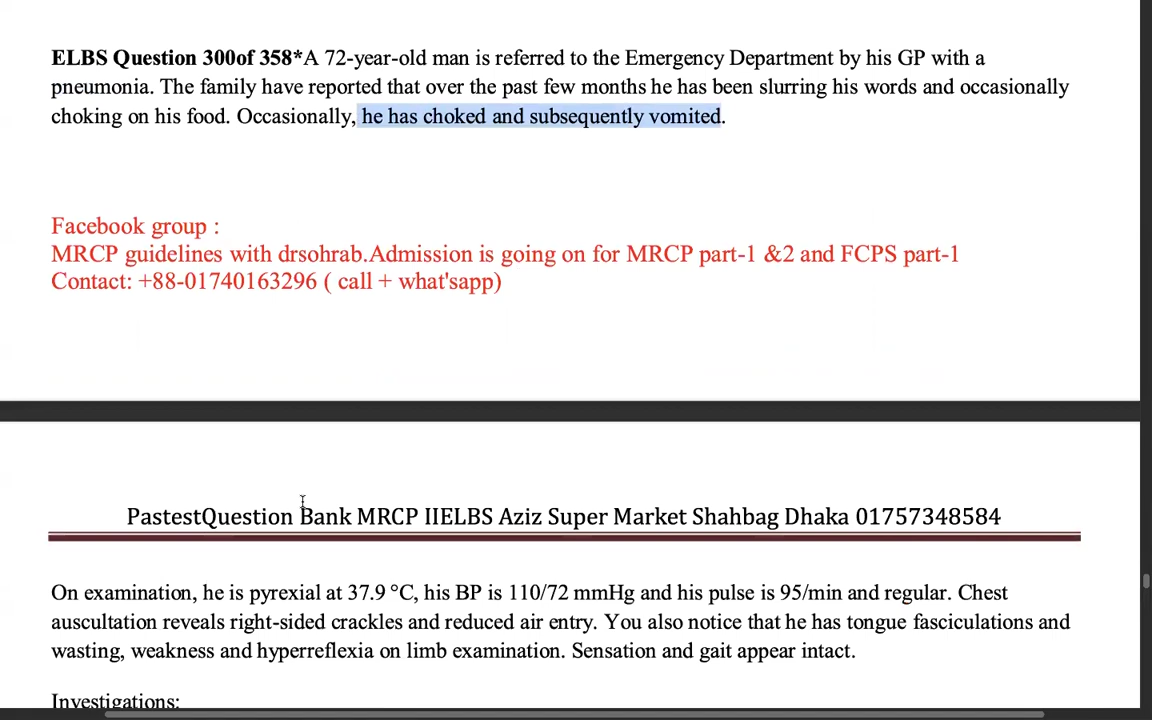 ELBS Question 300of 358*A 72-year-old man is referred to the Emergency Department by his GP with a
pneumonia. The family have reported that over the past few months he has been slurring his words and occasionally
choking on his food. Occasionally, he has choked and subsequently vomited.
Facebook group :
MRCP guidelines with drsohrab.Admission is going on for MRCP part-1 &2 and FCPS part-1
Contact: +88-01740163296 ( call + what'sapp)
PastestQuestion Bank MRCP IIELBS Aziz Super Market Shahbag Dhaka 01757348584
On examination, he is pyrexial at 37.9 °C, his BP is 110/72 mmHg and his pulse is 95/min and regular. Chest
auscultation reveals right-sided crackles and reduced air entry. You also notice that he has tongue fasciculations and
wasting, weakness and hyperreflexia on limb examination. Sensation and gait appear intact.
Investigations: